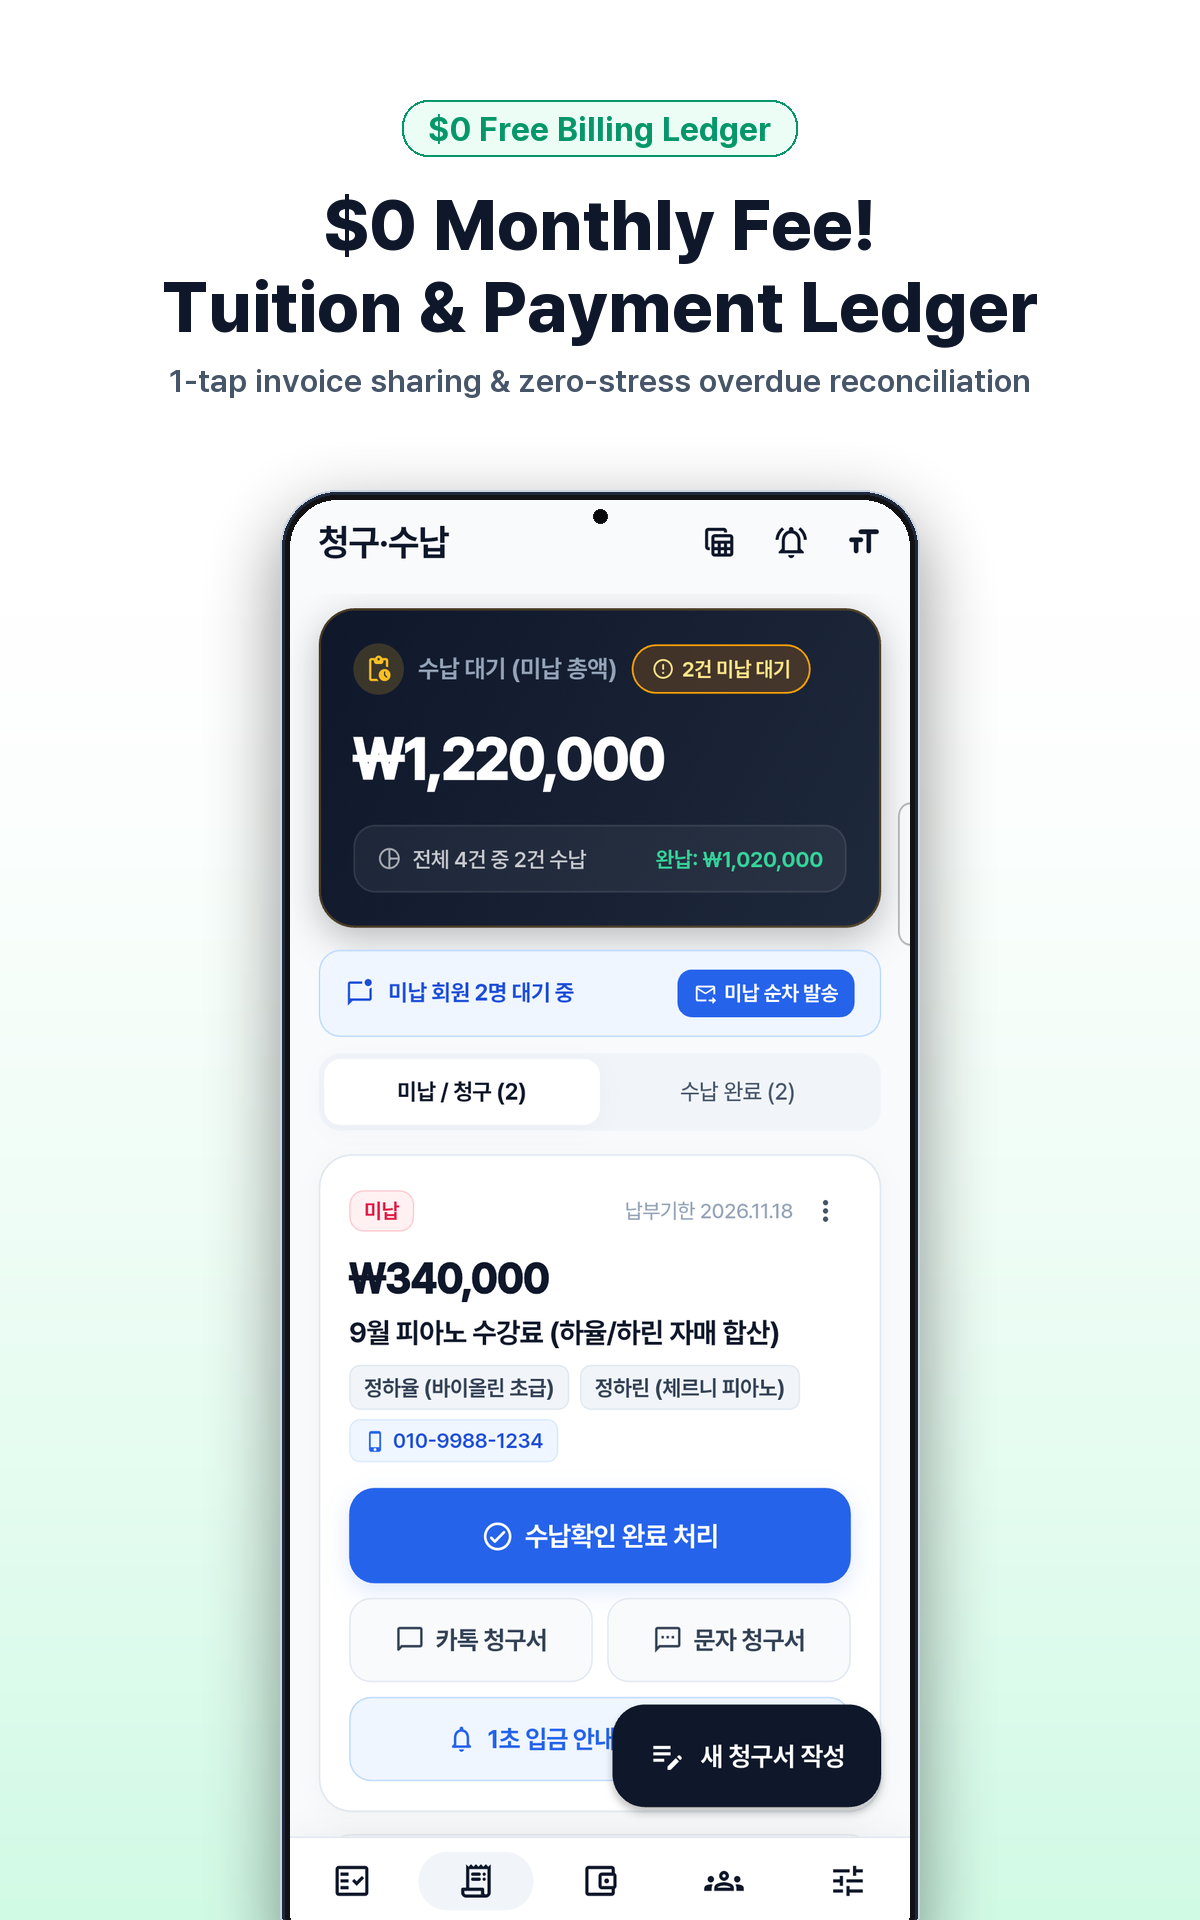 $0 Free Billing Ledger
$0 Monthly Fee!
Tuition & Payment Ledger
1-tap invoice sharing & zero-stress overdue reconciliation
청구·수납
수납 대기 (미납 총액)
2건 미납 대기
₩1,220,000
전체 4건 중 2건 수납
완납: ₩1,020,000
미납 회원 2명 대기 중
미납 순차 발송
미납 / 청구 (2)
수납 완료 (2)
미납
납부기한 2026.11.18
₩340,000
9월 피아노 수강료 (하율/하린 자매 합산)
정하율 (바이올린 초급)
정하린 (체르니 피아노)
010-9988-1234
수납확인 완료 처리
카톡 청구서
문자 청구서
1초 입금 안내
새 청구서 작성